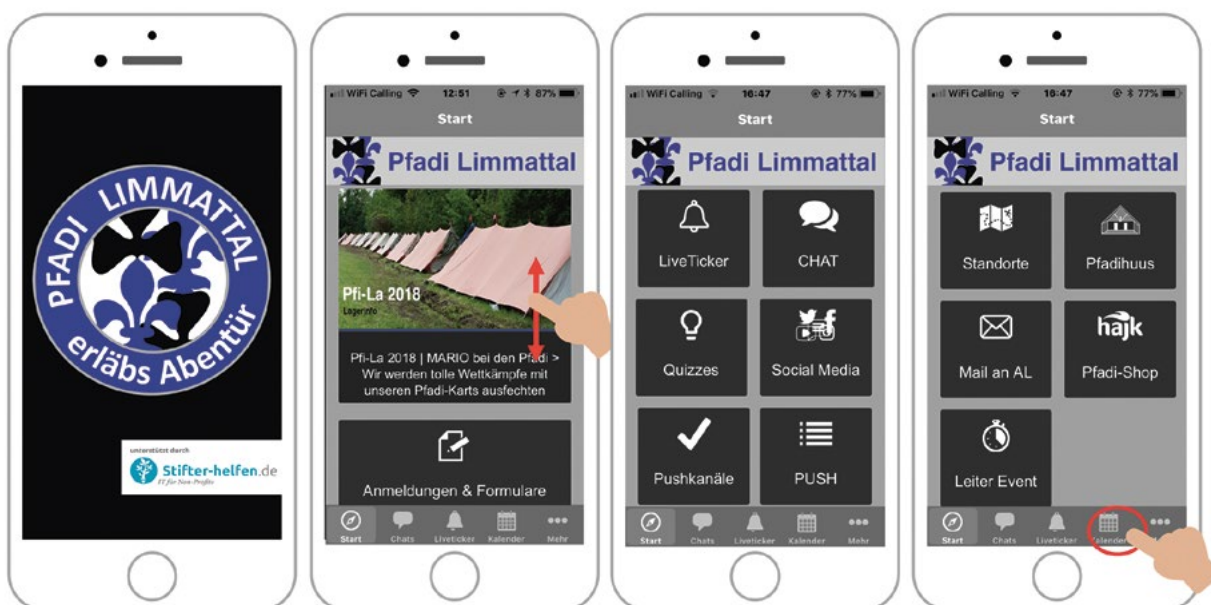 PFADI LIMMATTAL
erläbs Abentür
unterstützt durch
Stifter-helfen.de
IT für Non-Profits
WiFi Calling 12:51 87%
Start
Pfadi Limmattal
Pfi-La 2018
Lagerinfo
Pfi-La 2018 | MARIO bei den Pfadi >
Wir werden tolle Wettkämpfe mit
unseren Pfadi-Karts ausfechten
Anmeldungen & Formulare
Start Chats Liveticker Kalender Mehr
WiFi Calling 16:47 77%
Start
Pfadi Limmattal
LiveTicker CHAT
Quizzes Social Media
Pushkanäle PUSH
Start Chats Liveticker Kalender Mehr
WiFi Calling 16:47 77%
Start
Pfadi Limmattal
Standorte Pfadihuus
hajk
Mail an AL Pfadi-Shop
Leiter Event
Start Chats Liveticker Kalender